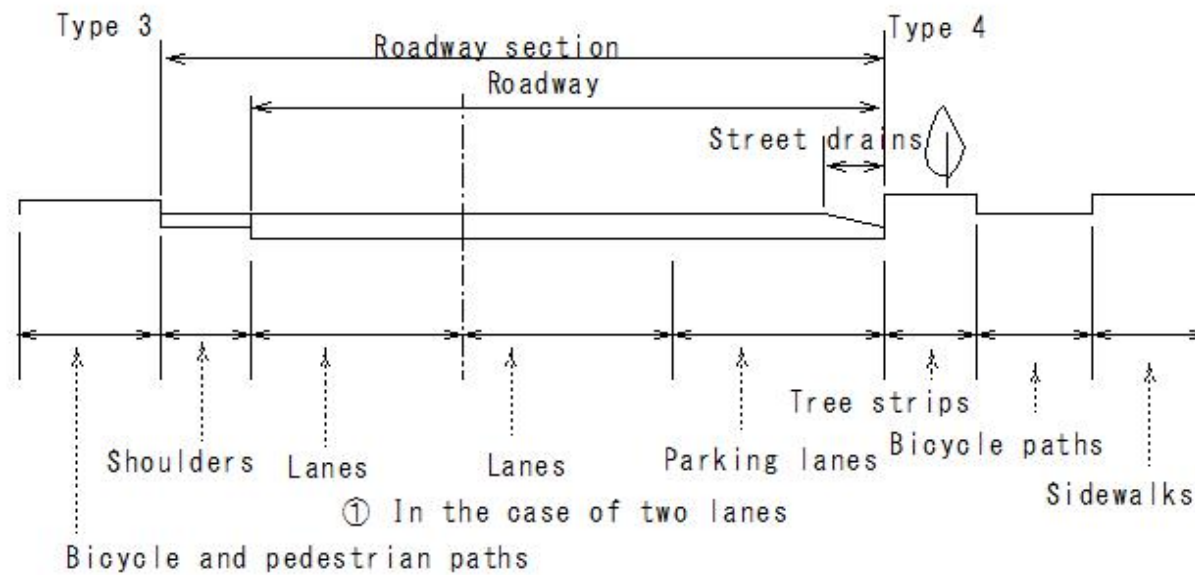 Type 3
Type 4
Roadway section
Roadway
Street drains
Tree strips
Bicycle paths
Shoulders
Lanes
Lanes
Parking lanes
Sidewalks
① In the case of two lanes
Bicycle and pedestrian paths